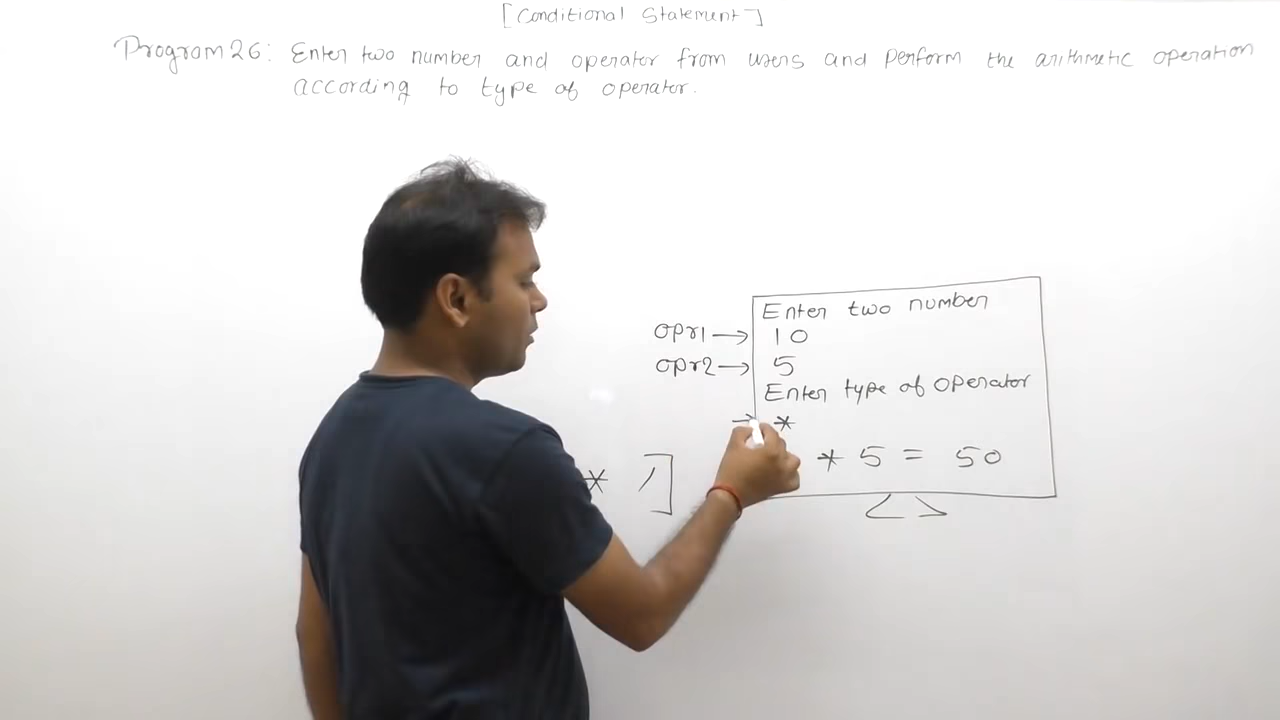 [Conditional Statement]
Program 26: Enter two number and operator from users and perform the arithmetic operation
according to type of operator.
Enter two number
opr1 → 10
opr2 → 5
Enter type of operator
→ *
* 5 = 50
* /]